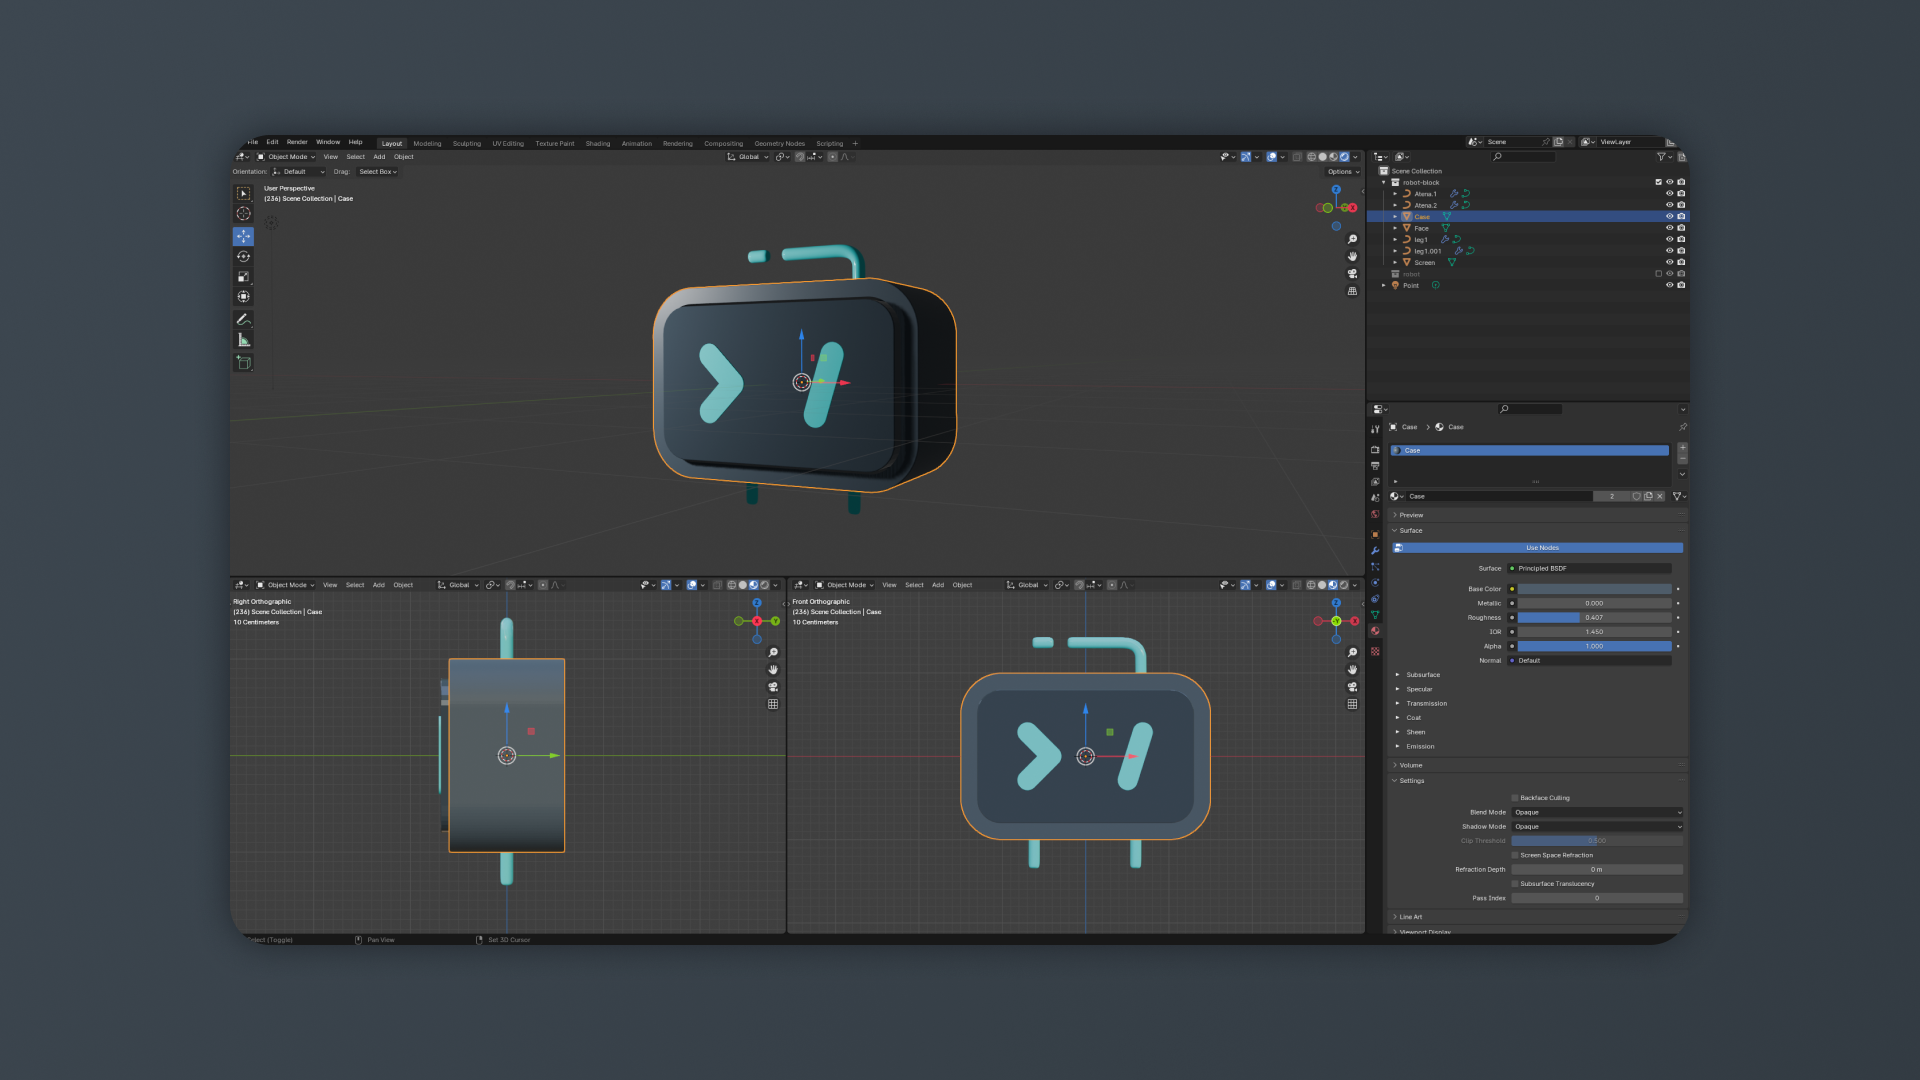 File Edit Render Window Help Layout Modeling Sculpting UV Editing Texture Paint Shading Animation Rendering Compositing Geometry Nodes Scripting +
Scene ViewLayer
Object Mode View Select Add Object Global
Orientation: Default Drag: Select Box Options
User Perspective
(236) Scene Collection | Case
Scene Collection
robot-block
Atena.1
Atena.2
Case
Face
leg1
leg1.001
Screen
robot
Point
Case > Case
Case
Case 2
Preview
Surface
Use Nodes
Surface Principled BSDF
Base Color
Metallic 0.000
Roughness 0.407
IOR 1.450
Alpha 1.000
Normal Default
Subsurface
Specular
Transmission
Coat
Sheen
Emission
Volume
Settings
Backface Culling
Blend Mode Opaque
Shadow Mode Opaque
Clip Threshold 0.500
Screen Space Refraction
Refraction Depth 0 m
Subsurface Translucency
Pass Index 0
Line Art
Viewport Display
Object Mode View Select Add Object Global
Right Orthographic
(236) Scene Collection | Case
10 Centimeters
Object Mode View Select Add Object Global
Front Orthographic
(236) Scene Collection | Case
10 Centimeters
(Toggle) Pan View Set 3D Cursor